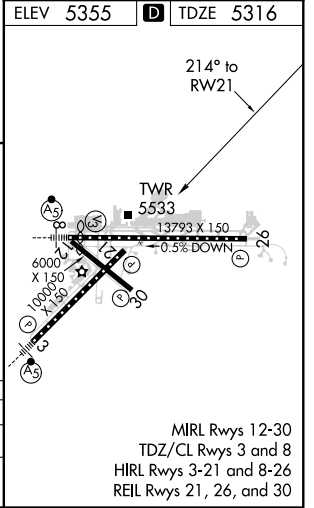 ELEV 5355 D TDZE 5316
214° to
RW21
TWR
5533
A5
8
V3
13793 X 150
26
0.5% DOWN
12
21
P
P
6000
X 150
10000
X 150
P
30
P
3
A5
MIRL Rwys 12-30
TDZ/CL Rwys 3 and 8
HIRL Rwys 3-21 and 8-26
REIL Rwys 21, 26, and 30